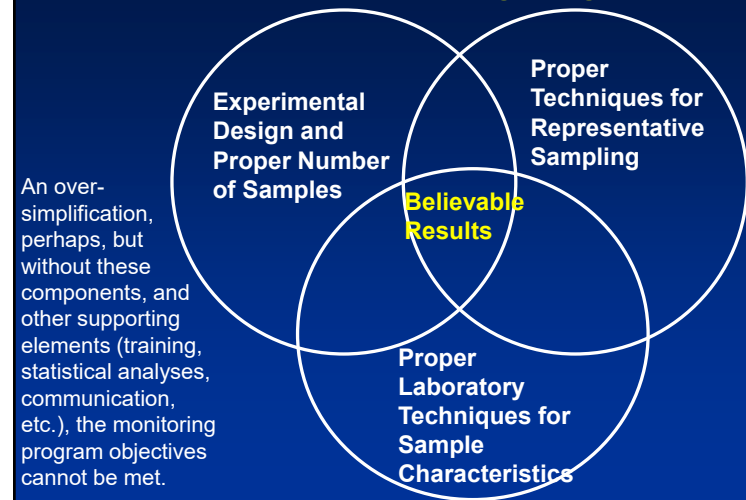 Experimental
Design and
Proper Number
of Samples
Proper
Techniques for
Representative
Sampling
Believable
Results
An over-
simplification,
perhaps, but
without these
components, and
other supporting
elements (training,
statistical analyses,
communication,
etc.), the monitoring
program objectives
cannot be met.
Proper
Laboratory
Techniques for
Sample
Characteristics